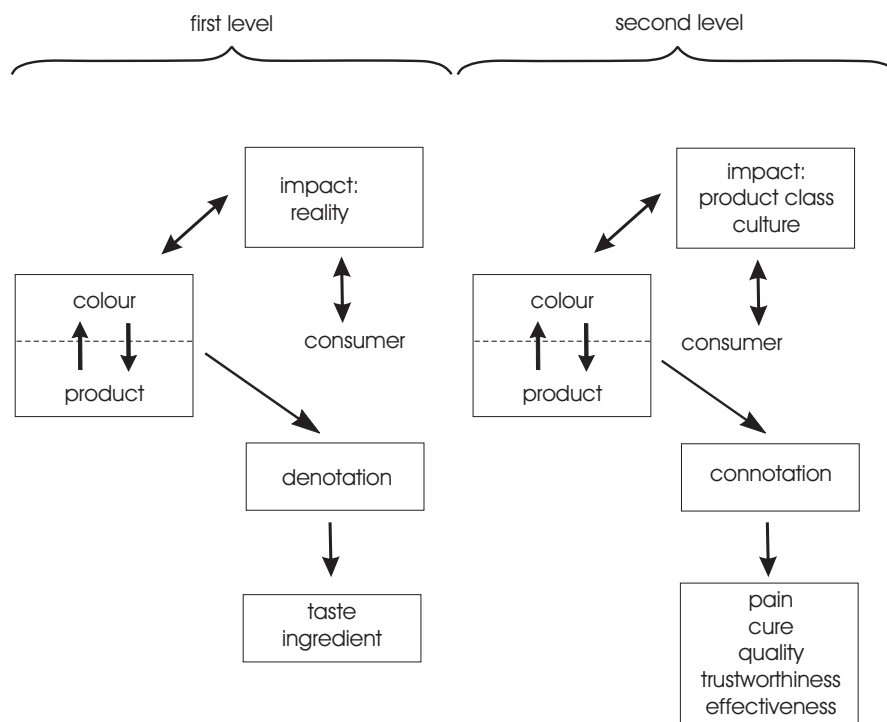 first level
second level
impact:
reality
colour
product
consumer
denotation
taste
ingredient
impact:
product class
culture
colour
product
consumer
connotation
pain
cure
quality
trustworthiness
effectiveness